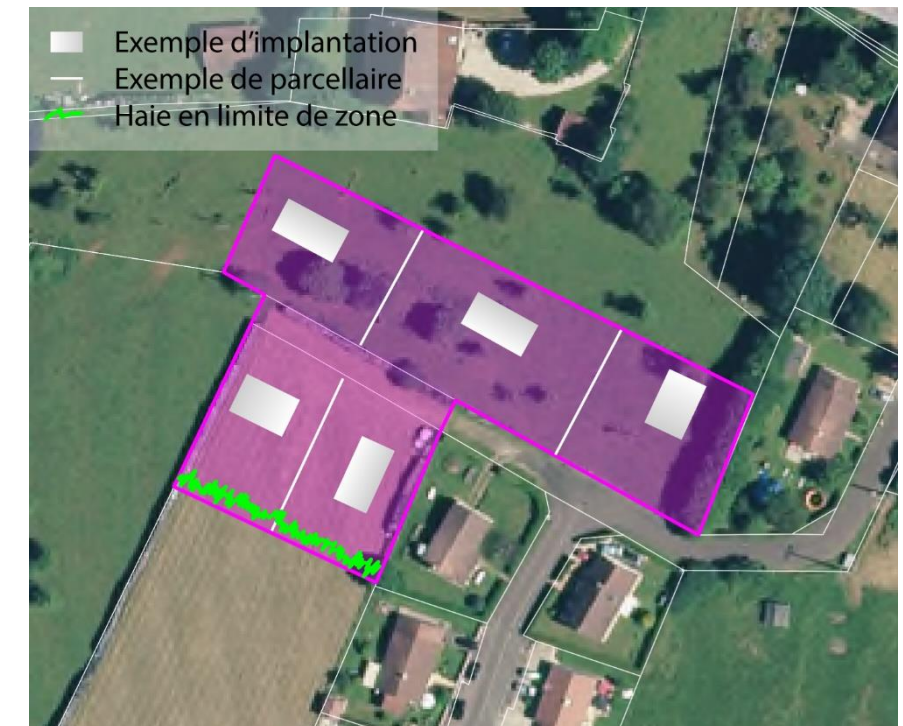 Exemple d'implantation
Exemple de parcellaire
Haie en limite de zone